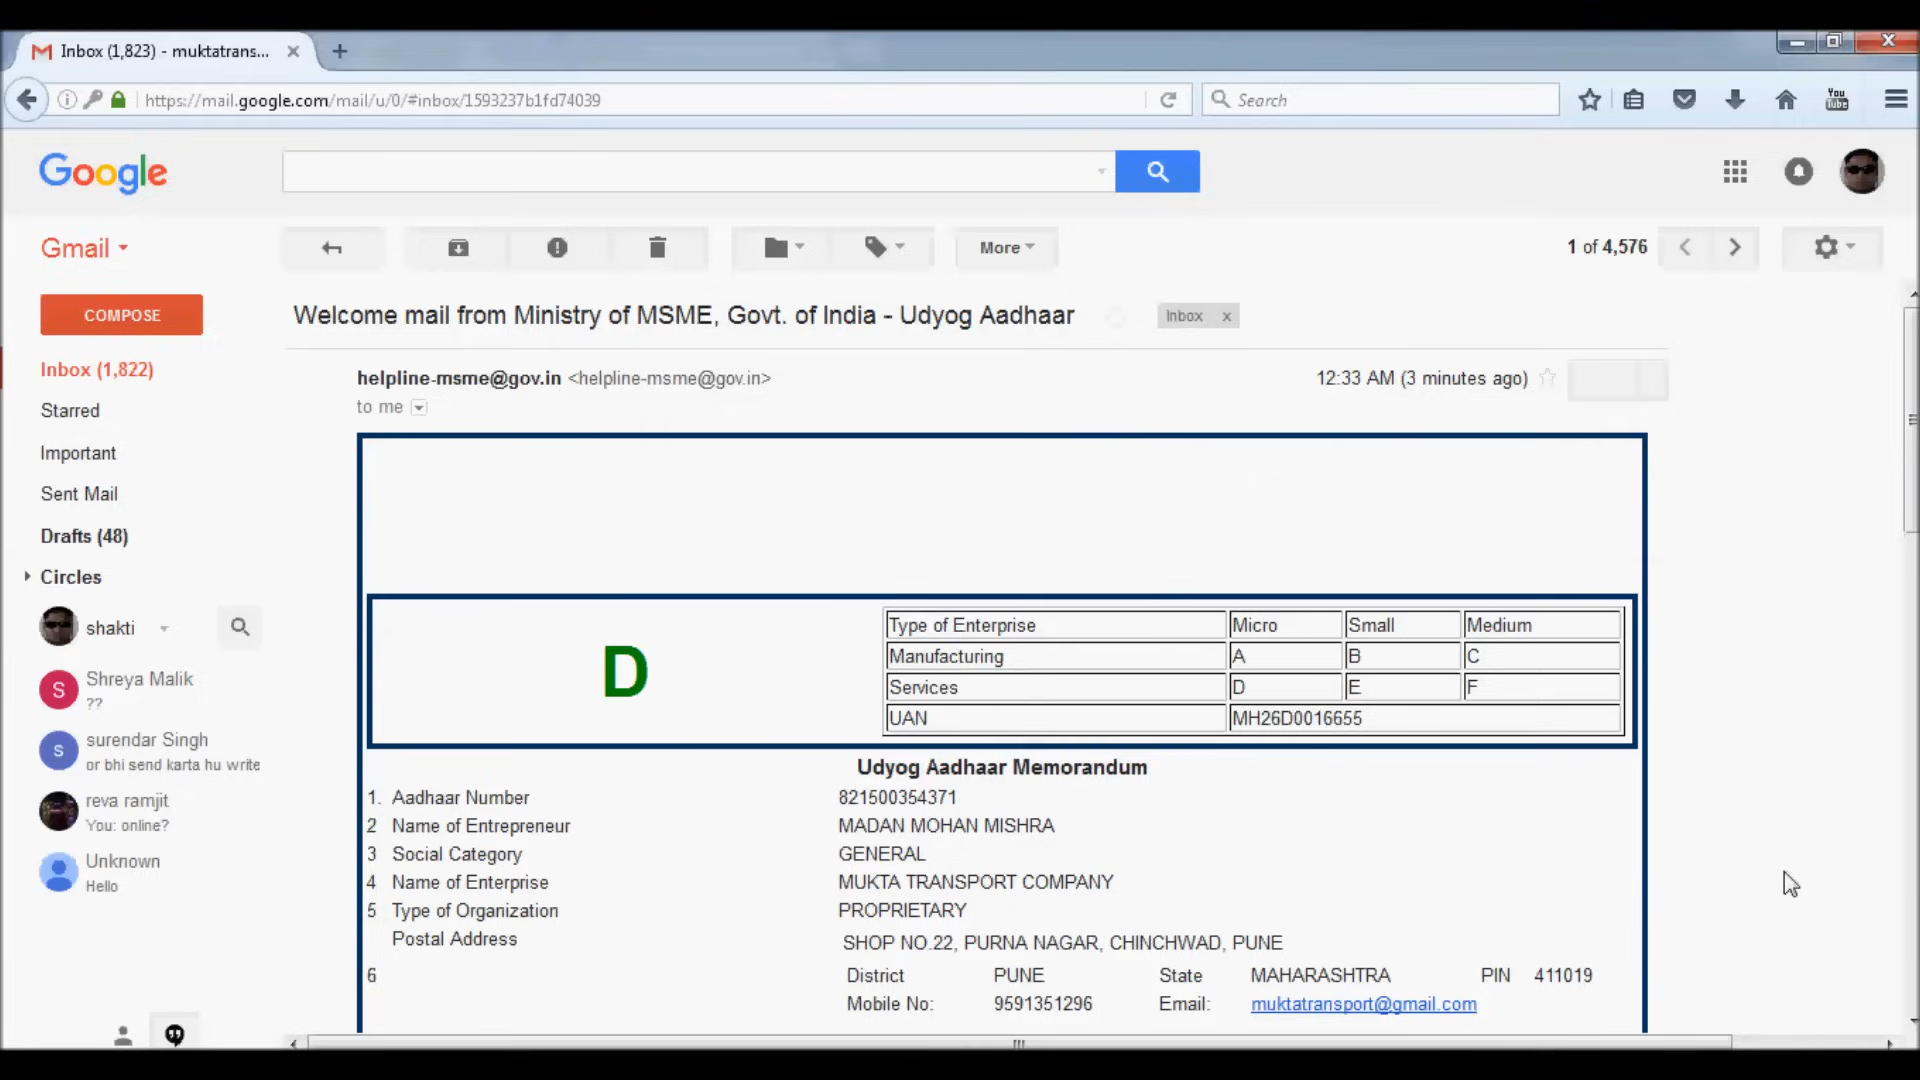 Inbox (1,823) - muktatrans...
https://mail.google.com/mail/u/0/#inbox/1593237b1fd74039
Search
You
Tube
Google
Gmail
More
1 of 4,576
COMPOSE
Welcome mail from Ministry of MSME, Govt. of India - Udyog Aadhaar
Inbox x
Inbox (1,822)
Starred
Important
Sent Mail
Drafts (48)
Circles
shakti
S
Shreya Malik
??
s
surendar Singh
or bhi send karta hu write
reva ramjit
You: online?
Unknown
Hello
helpline-msme@gov.in <helpline-msme@gov.in>
12:33 AM (3 minutes ago)
to me
D
Type of Enterprise Micro Small Medium
Manufacturing A B C
Services D E F
UAN MH26D0016655
Udyog Aadhaar Memorandum
1. Aadhaar Number 821500354371
2 Name of Entrepreneur MADAN MOHAN MISHRA
3 Social Category GENERAL
4 Name of Enterprise MUKTA TRANSPORT COMPANY
5 Type of Organization PROPRIETARY
Postal Address SHOP NO.22, PURNA NAGAR, CHINCHWAD, PUNE
6 District PUNE State MAHARASHTRA PIN 411019
Mobile No: 9591351296 Email: muktatransport@gmail.com